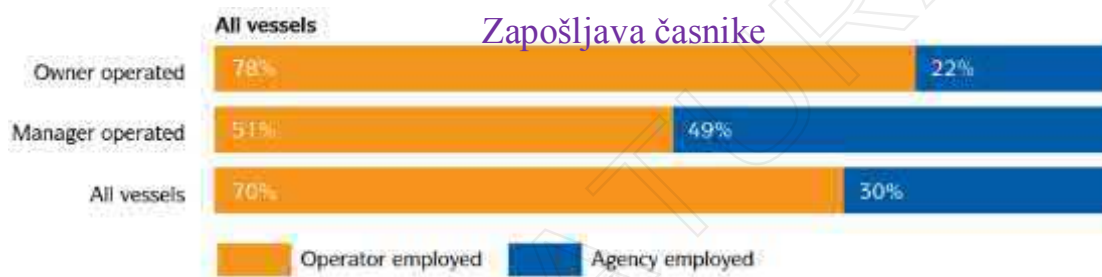 All vessels
Zapošljava časnike
Owner operated 78% 22%
Manager operated 51% 49%
All vessels 70% 30%
Operator employed Agency employed